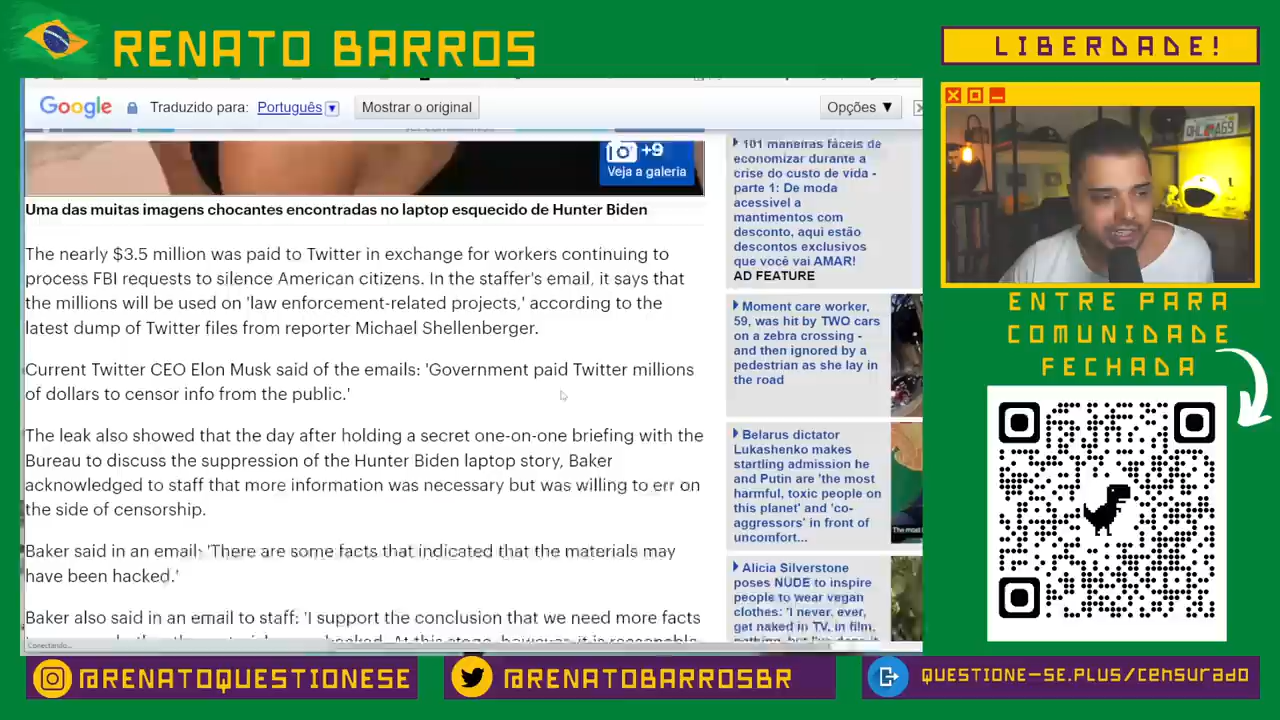 RENATO BARROS
LIBERDADE!
Google
Traduzido para: Português
Mostrar o original
Opções ▼
+9
Veja a galeria
Uma das muitas imagens chocantes encontradas no laptop esquecido de Hunter Biden
The nearly $3.5 million was paid to Twitter in exchange for workers continuing to
process FBI requests to silence American citizens. In the staffer's email, it says that
the millions will be used on 'law enforcement-related projects,' according to the
latest dump of Twitter files from reporter Michael Shellenberger.
Current Twitter CEO Elon Musk said of the emails: 'Government paid Twitter millions
of dollars to censor info from the public.'
The leak also showed that the day after holding a secret one-on-one briefing with the
Bureau to discuss the suppression of the Hunter Biden laptop story, Baker
acknowledged to staff that more information was necessary but was willing to err on
the side of censorship.
Baker said in an email: 'There are some facts that indicated that the materials may
have been hacked.'
Baker also said in an email to staff: 'I support the conclusion that we need more facts
101 maneiras fáceis de
economizar durante a
crise do custo de vida -
parte 1: De moda
acessível a
mantimentos com
desconto, aqui estão
descontos exclusivos
que você vai AMAR!
AD FEATURE
Moment care worker,
59, was hit by TWO cars
on a zebra crossing -
and then ignored by a
pedestrian as she lay in
the road
Belarus dictator
Lukashenko makes
startling admission he
and Putin are 'the most
harmful, toxic people on
this planet' and 'co-
aggressors' in front of
uncomfort...
Alicia Silverstone
poses NUDE to inspire
people to wear vegan
clothes: 'I never, ever,
get naked in TV, in film,
Conectando...
ENTRE PARA
COMUNIDADE
FECHADA
@RENATOQUESTIONESE
@RENATOBARROSBR
QUESTIONE-SE.PLUS/censurado